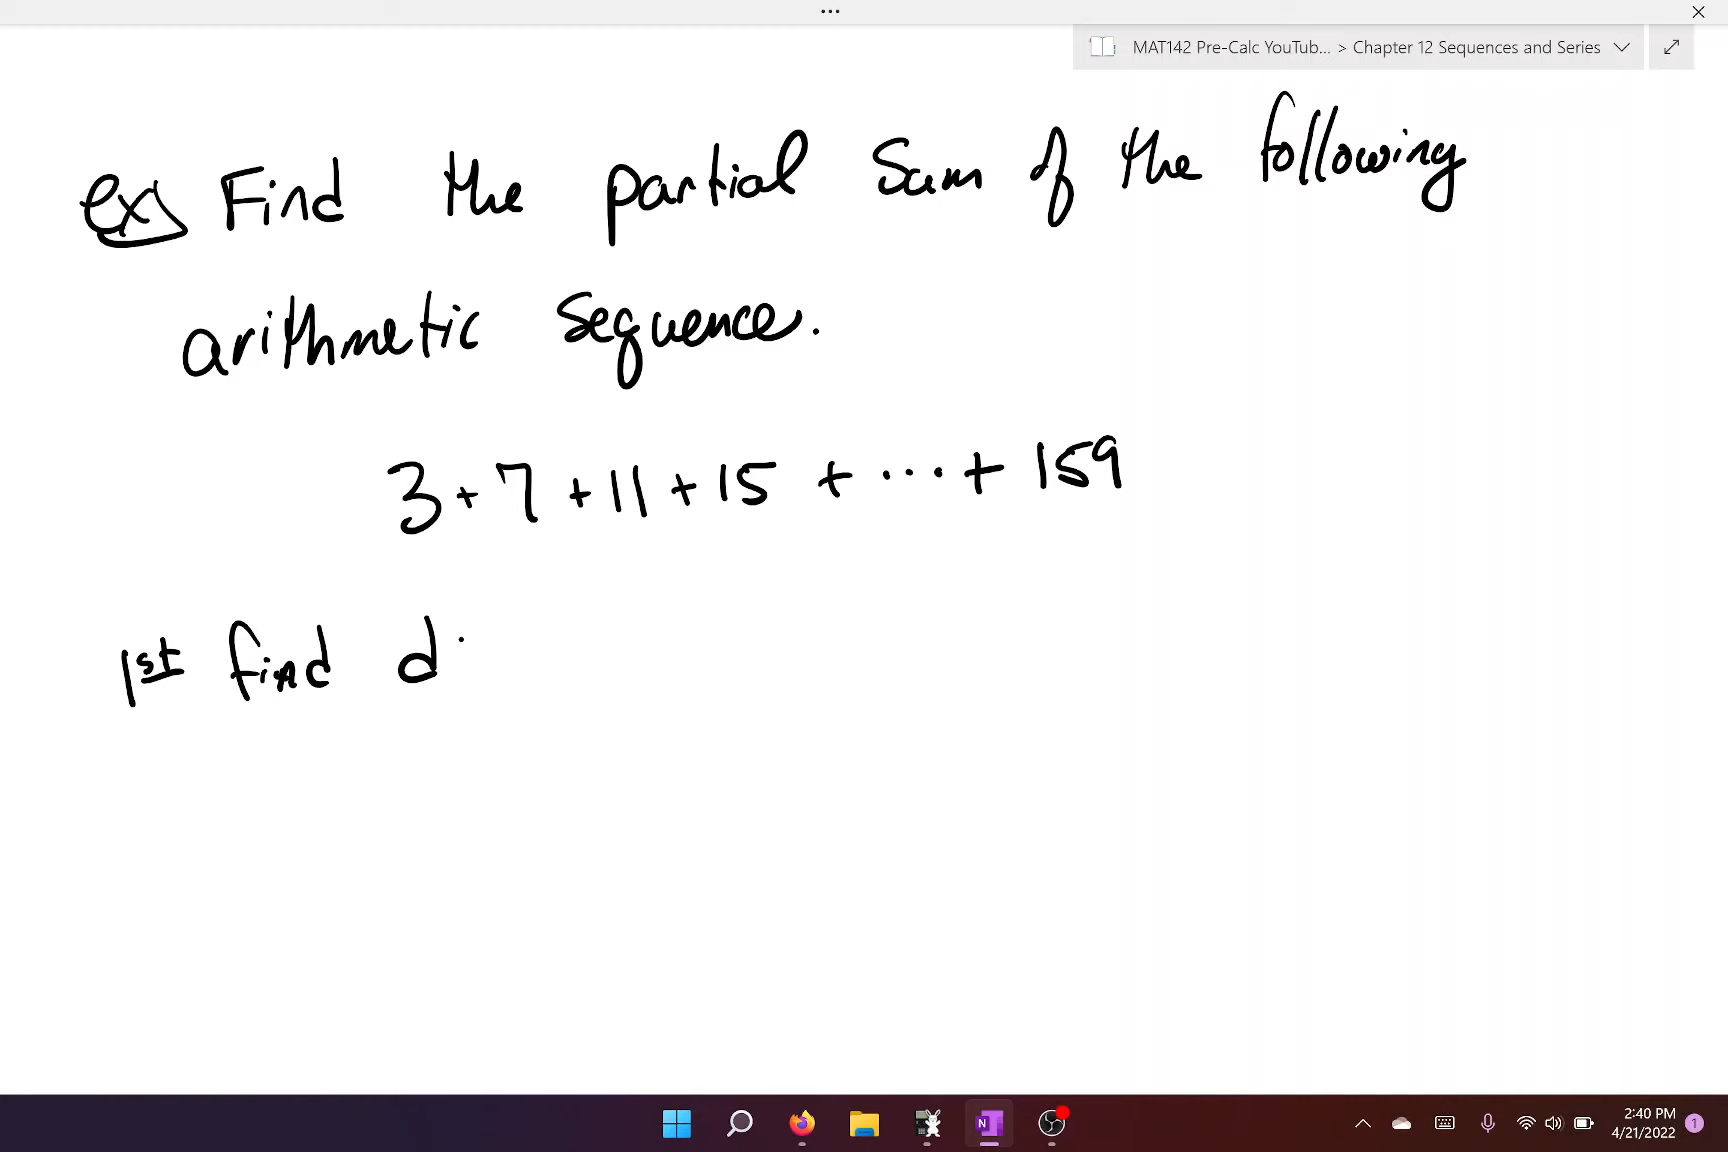 ...
MAT142 Pre-Calc YouTub... > Chapter 12 Sequences and Series
ex) Find the partial Sum of the following
arithmetic sequence.
3 + 7 + 11 + 15 + ... + 159
1st find d
2:40 PM
4/21/2022
1